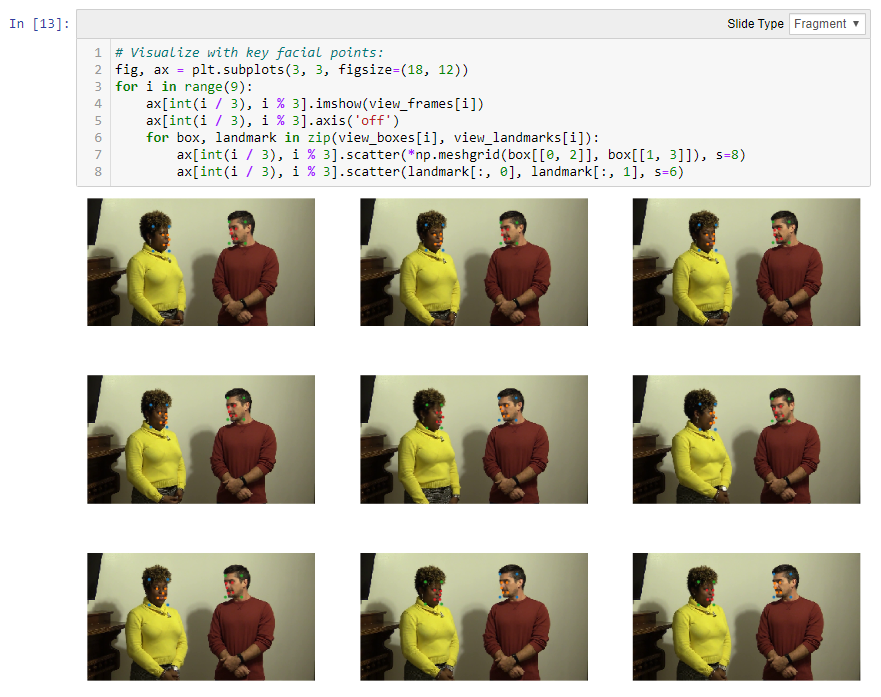 In [13]:
Slide Type Fragment
1 # Visualize with key facial points:
2 fig, ax = plt.subplots(3, 3, figsize=(18, 12))
3 for i in range(9):
4     ax[int(i / 3), i % 3].imshow(view_frames[i])
5     ax[int(i / 3), i % 3].axis('off')
6     for box, landmark in zip(view_boxes[i], view_landmarks[i]):
7         ax[int(i / 3), i % 3].scatter(*np.meshgrid(box[[0, 2]], box[[1, 3]]), s=8)
8         ax[int(i / 3), i % 3].scatter(landmark[:, 0], landmark[:, 1], s=6)